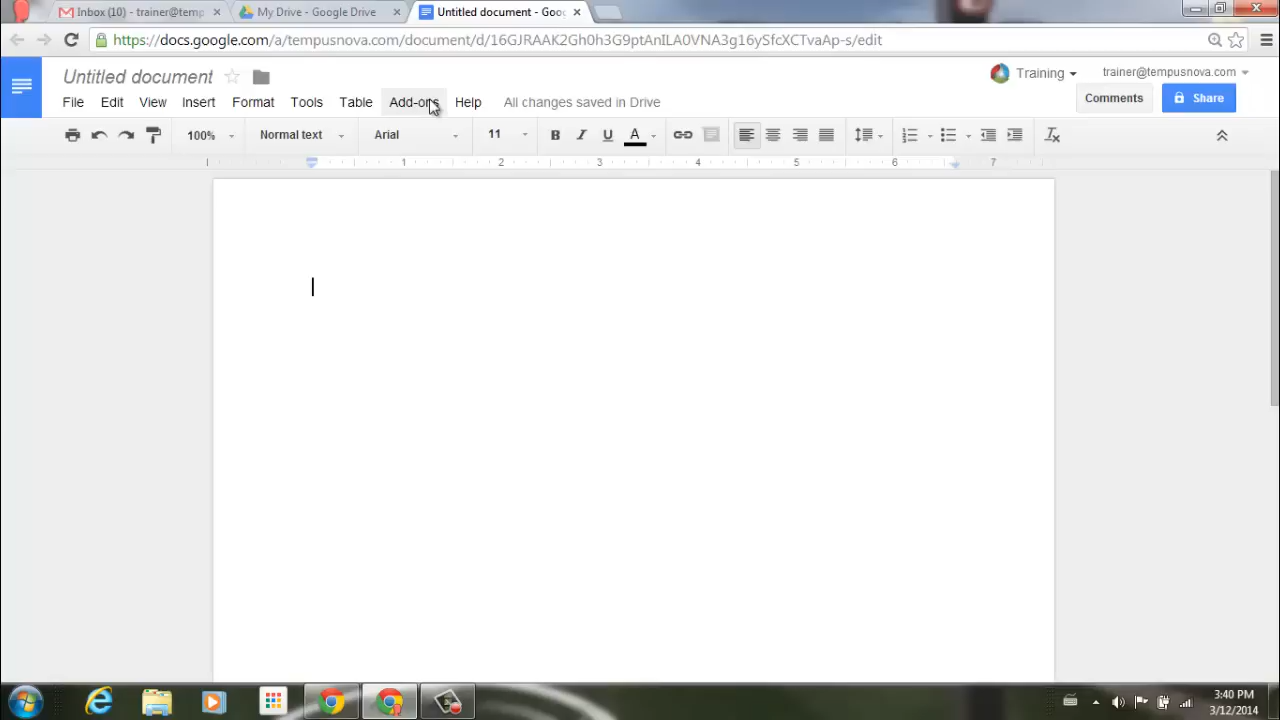 Inbox (10) - trainer@temp
My Drive - Google Drive
Untitled document - Goo
https://docs.google.com/a/tempusnova.com/document/d/16GJRAAK2Gh0h3G9ptAnILA0VNA3g16ySfcXCTvaAp-s/edit
Untitled document
Training
trainer@tempusnova.com
File Edit View Insert Format Tools Table Add-ons Help All changes saved in Drive
Comments
Share
100% Normal text Arial 11 B I U A
1 2 3 4 5 6 7
3:40 PM
3/12/2014